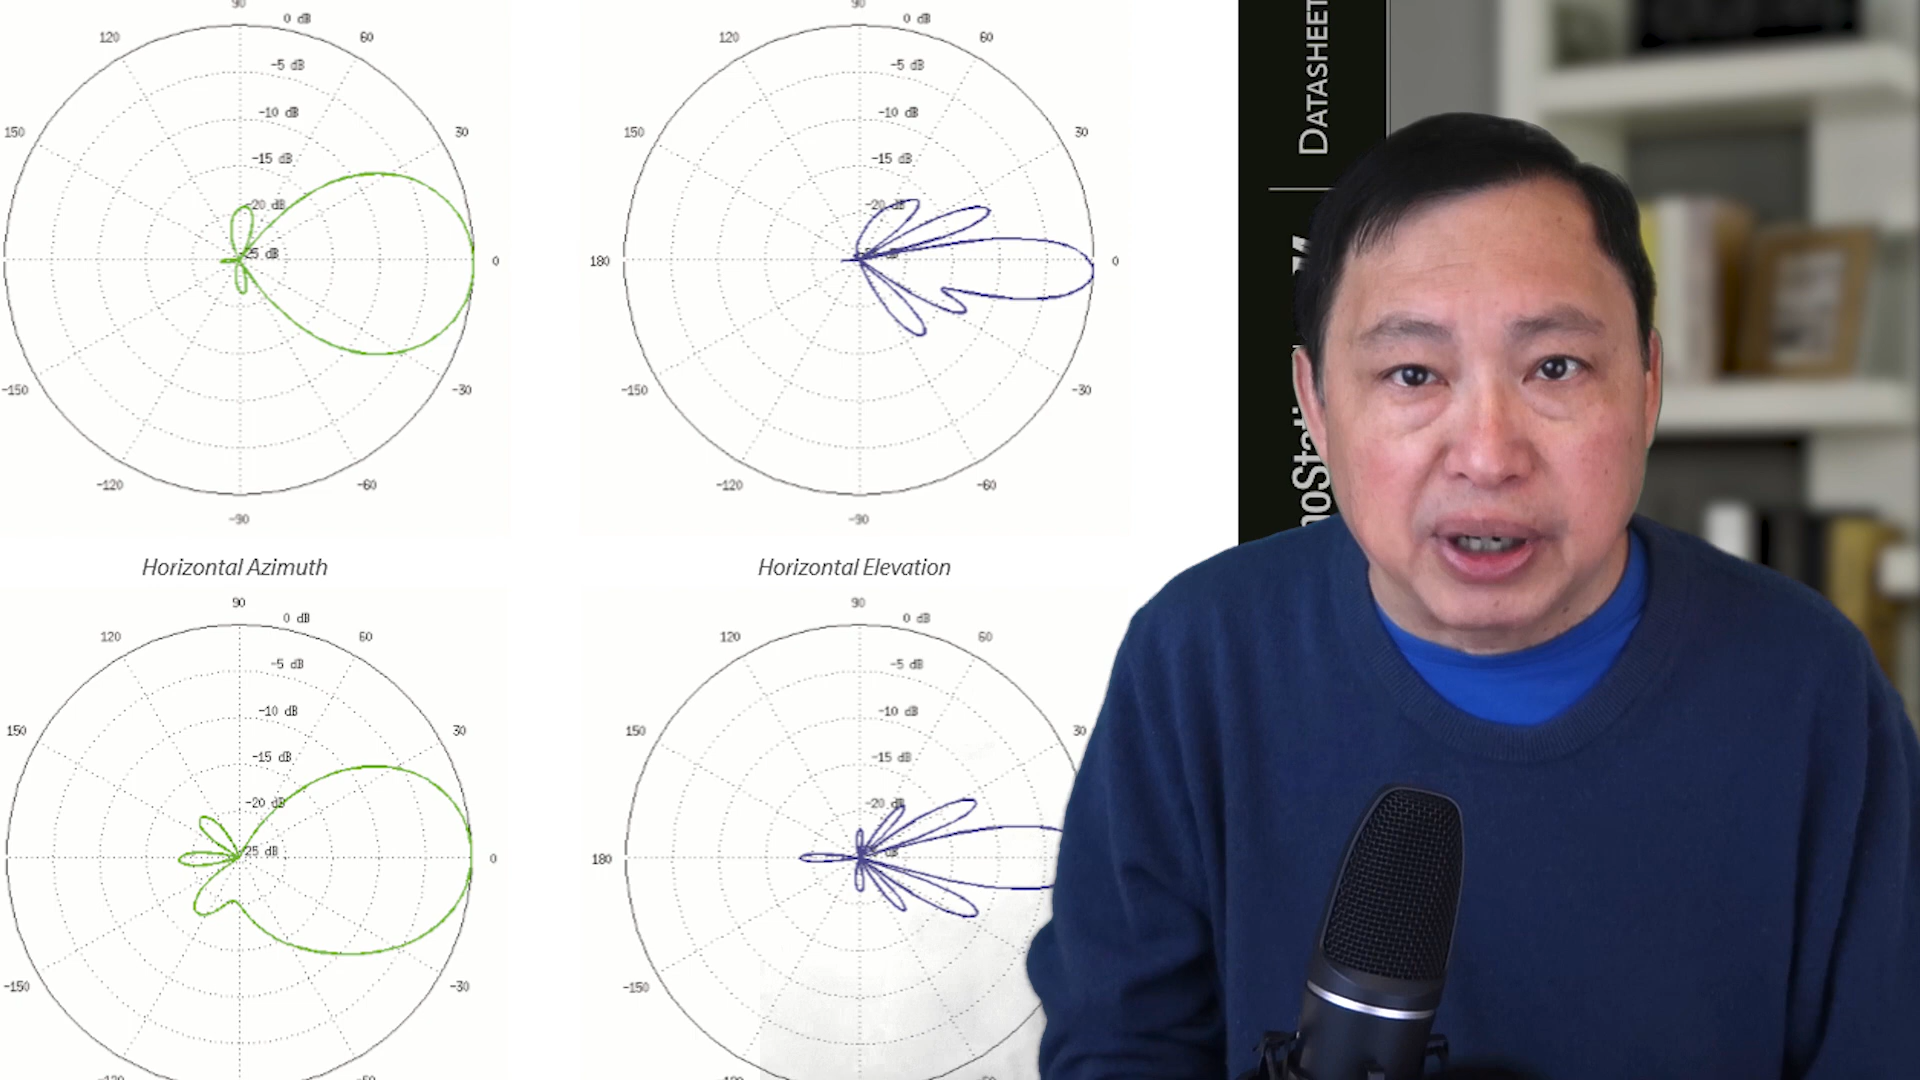 90
0 dB
120
60
-5 dB
-10 dB
150
30
-15 dB
-20 dB
-25 dB
0
-150
-30
-120
-60
-90
Horizontal Azimuth
90
0 dB
120
60
-5 dB
-10 dB
150
30
-15 dB
-20 dB
180
0
-150
-30
-120
-60
-90
Horizontal Elevation
90
0 dB
120
60
-5 dB
-10 dB
150
30
-15 dB
-20 dB
25 dB
0
-150
-30
90
0 dB
120
60
-5 dB
-10 dB
150
30
-15 dB
-20 dB
180
-150
DATASHEET